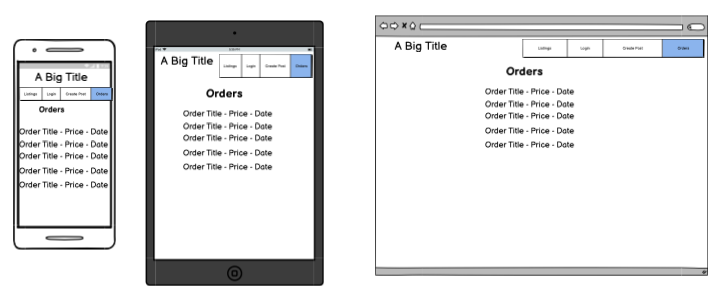 A Big Title
Listings Login Create Post Orders
Orders
Order Title - Price - Date
Order Title - Price - Date
Order Title - Price - Date
Order Title - Price - Date
Order Title - Price - Date
A Big Title
Listings Login Create Post Orders
Orders
Order Title - Price - Date
Order Title - Price - Date
Order Title - Price - Date
Order Title - Price - Date
Order Title - Price - Date
A Big Title
Listings Login Create Post Orders
Orders
Order Title - Price - Date
Order Title - Price - Date
Order Title - Price - Date
Order Title - Price - Date
Order Title - Price - Date